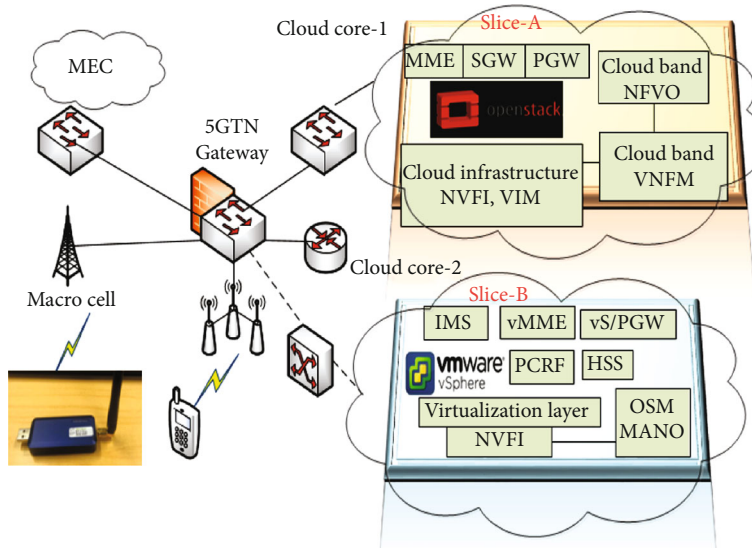 Cloud core-1
Slice-A
MEC
MME SGW PGW
Cloud band
NFVO
openstack
5GTN
Gateway
Cloud infrastructure
NVFI, VIM
Cloud band
VNFM
Cloud core-2
Macro cell
Slice-B
IMS
vMME
vS/PGW
vmware®
vSphere
PCRF
HSS
Virtualization layer
NVFI
OSM
MANO